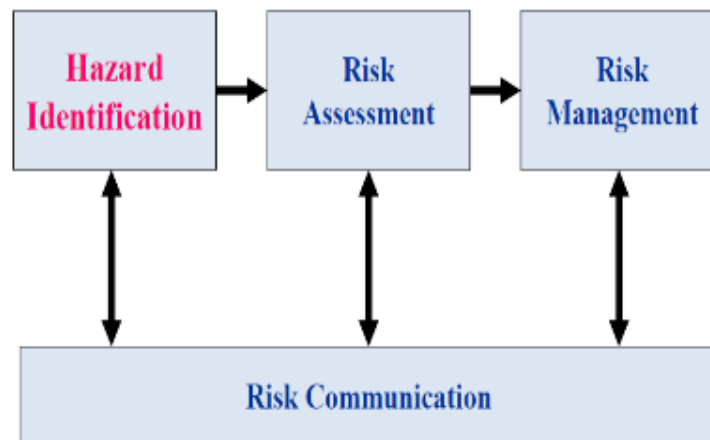 Hazard
Identification
Risk
Assessment
Risk
Management
Risk Communication